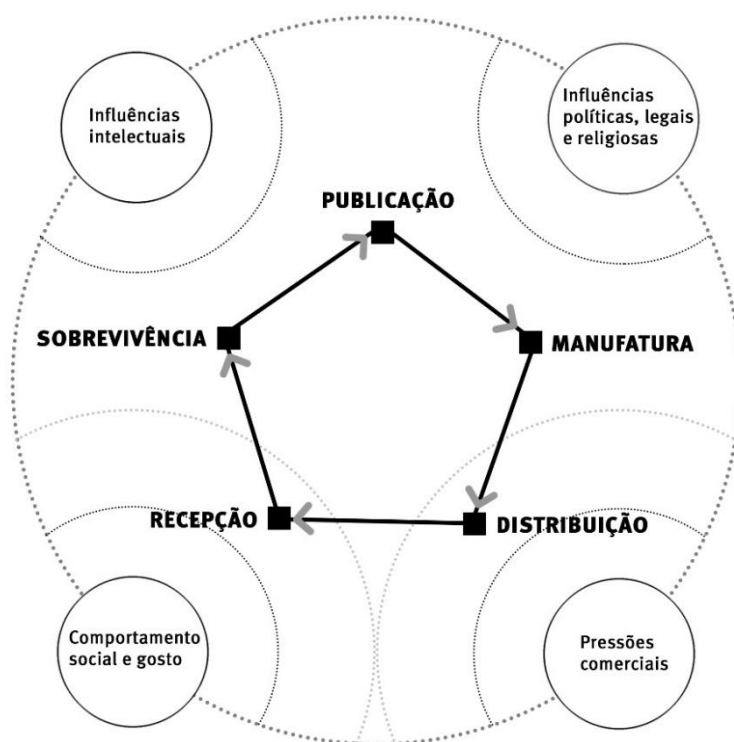 Influências
intelectuais
Influências
políticas, legais
e religiosas
PUBLICAÇÃO
SOBREVIVÊNCIA
MANUFATURA
RECEPÇÃO
DISTRIBUIÇÃO
Comportamento
social e gosto
Pressões
comerciais